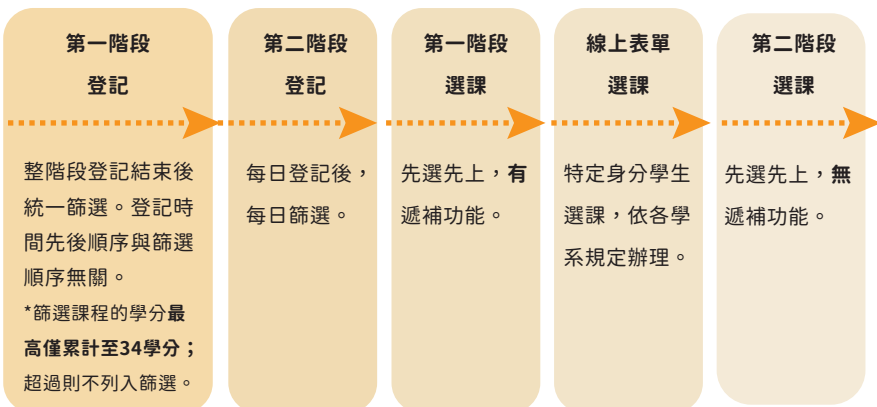 第一階段
登記
整階段登記結束後
統一篩選。登記時
間先後順序與篩選
順序無關。
*篩選課程的學分最
高僅累計至34學分；
超過則不列入篩選。
第二階段
登記
每日登記後，
每日篩選。
第一階段
選課
先選先上，有
遞補功能。
線上表單
選課
特定身分學生
選課，依各學
系規定辦理。
第二階段
選課
先選先上，無
遞補功能。